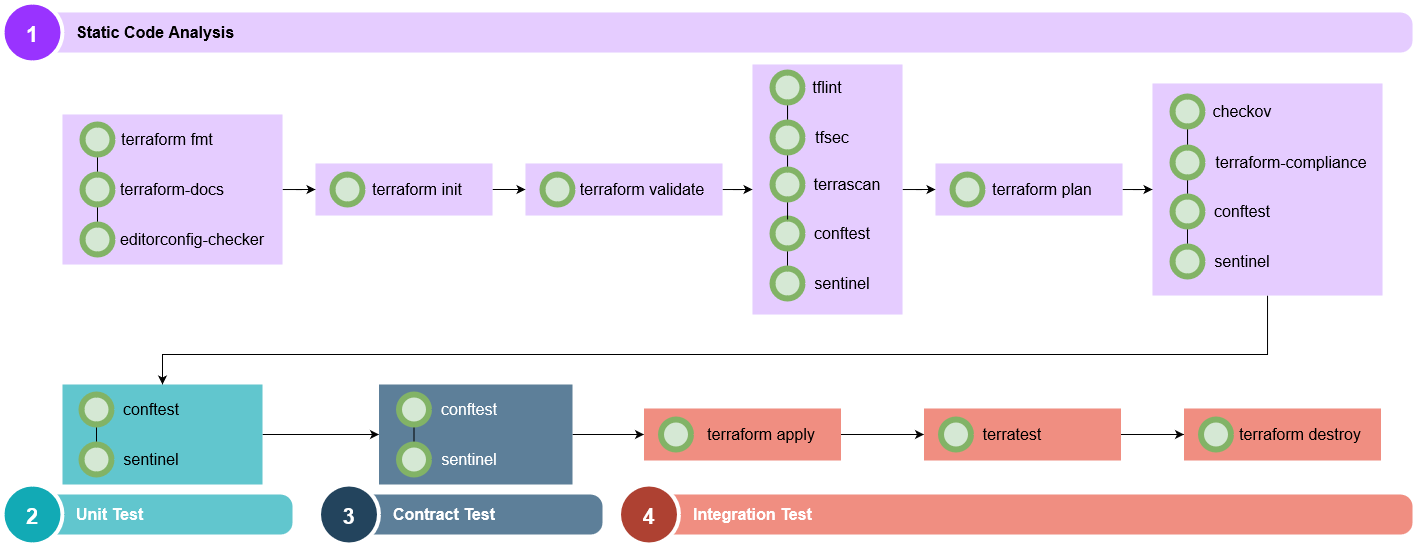 1
Static Code Analysis
terraform fmt
terraform-docs
editorconfig-checker
terraform init
terraform validate
tflint
tfsec
terrascan
conftest
sentinel
terraform plan
checkov
terraform-compliance
conftest
sentinel
conftest
sentinel
conftest
sentinel
terraform apply
terratest
terraform destroy
2
Unit Test
3
Contract Test
4
Integration Test